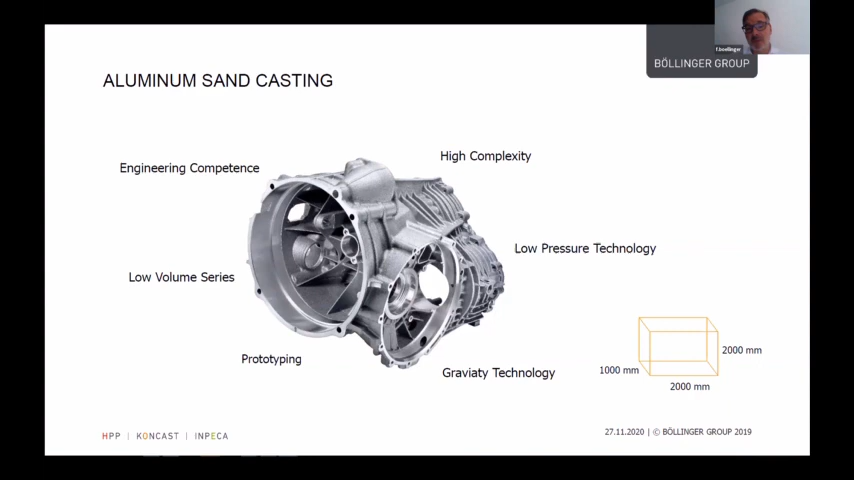 f.boellinger
BÖLLINGER GROUP
ALUMINUM SAND CASTING
High Complexity
Engineering Competence
Low Pressure Technology
Low Volume Series
2000 mm
Prototyping
1000 mm
Graviaty Technology
2000 mm
HPP | KONCAST | INPECA
27.11.2020 | © BÖLLINGER GROUP 2019